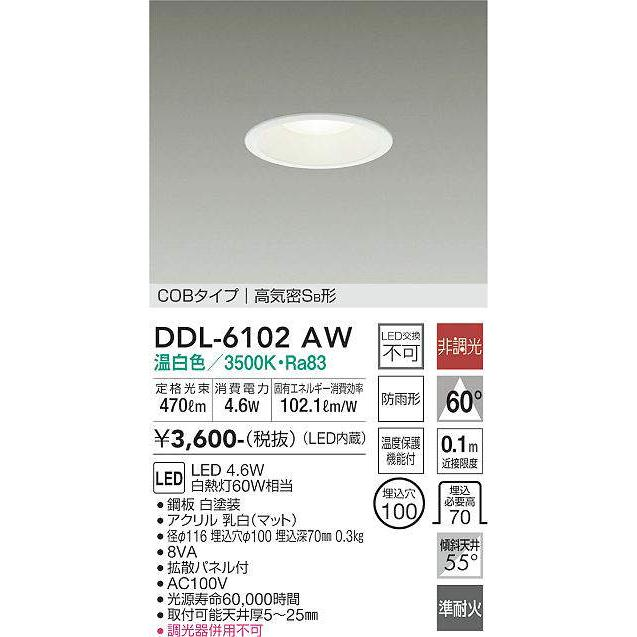 COBタイプ｜高気密SB形
DDL-6102 AW
温白色／3500K・Ra83
定格光束 消費電力 固有エネルギー消費効率
470ℓm 4.6W 102.1ℓm/W
¥3,600-(税抜)（LED内蔵）
LED
LED 4.6W
白熱灯60W相当
● 鋼板 白塗装
● アクリル 乳白(マット)
● 径φ116 埋込穴φ100 埋込深70㎜ 0.3㎏
● 8VA
● 拡散パネル付
● AC100V
● 光源寿命60,000時間
● 取付可能天井厚5〜25㎜
● 調光器併用不可
LED交換
不可
非調光
防雨形
60°
温度保護
機能付
0.1m
近接限度
埋込穴
100
埋込
必要高
70
傾斜天井
55°
準耐火